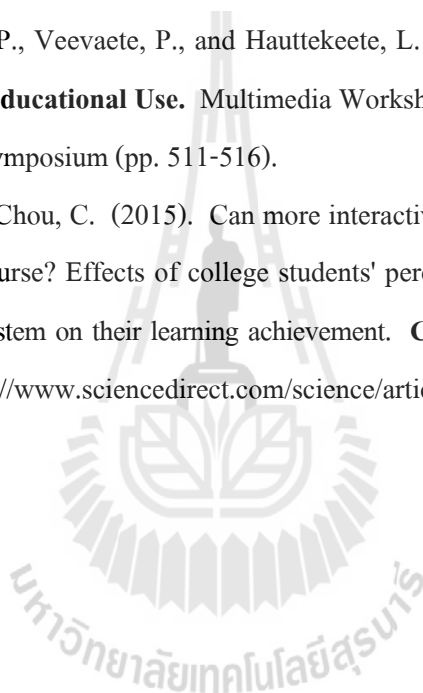 P., Veevaete, P., and Hauttekeete, L.
ducational Use. Multimedia Worksh
ymposium (pp. 511-516).
Chou, C. (2015). Can more interactiv
urse? Effects of college students' perc
stem on their learning achievement. C
//www.sciencedirect.com/science/artic
มหาวิทยาลัยเทคโนโลยีสุรนารี